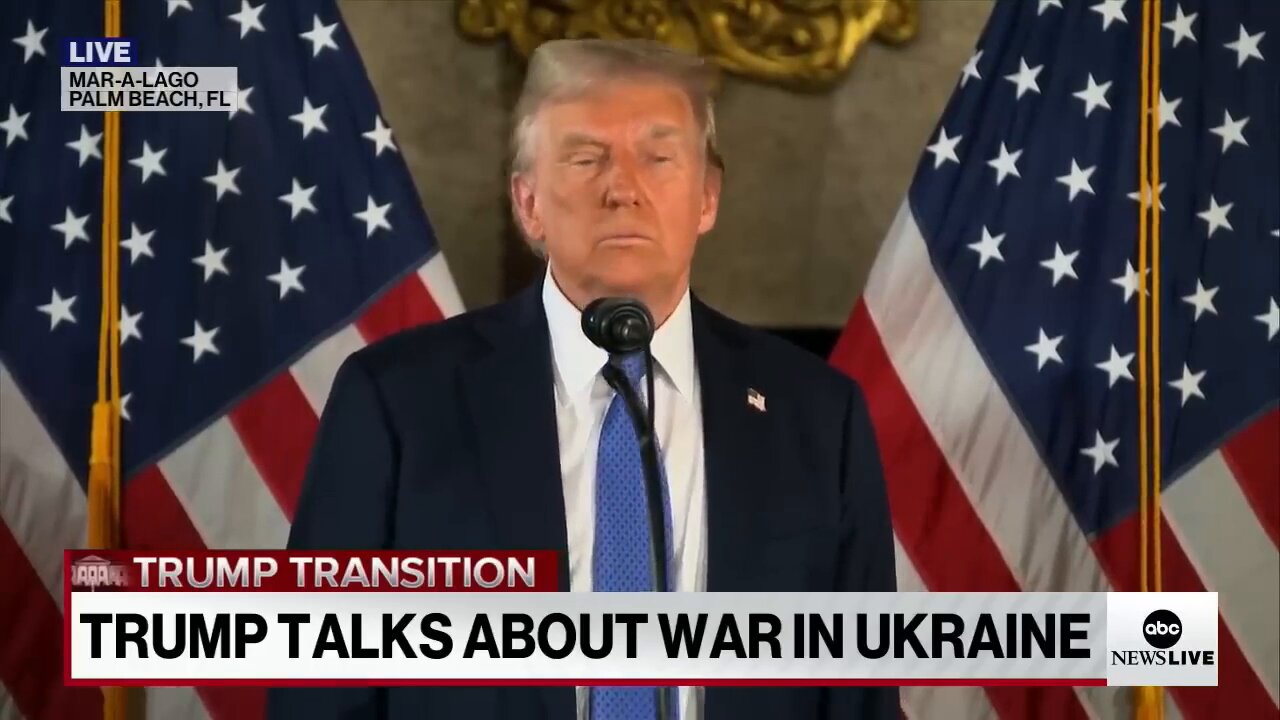 LIVE
MAR-A-LAGO
PALM BEACH, FL
TRUMP TRANSITION
TRUMP TALKS ABOUT WAR IN UKRAINE
abc
NEWS LIVE